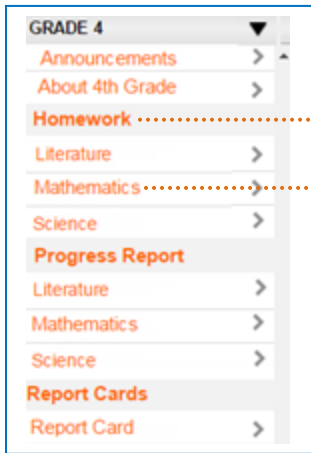 GRADE 4
Announcements
About 4th Grade
Homework
Literature
Mathematics
Science
Progress Report
Literature
Mathematics
Science
Report Cards
Report Card